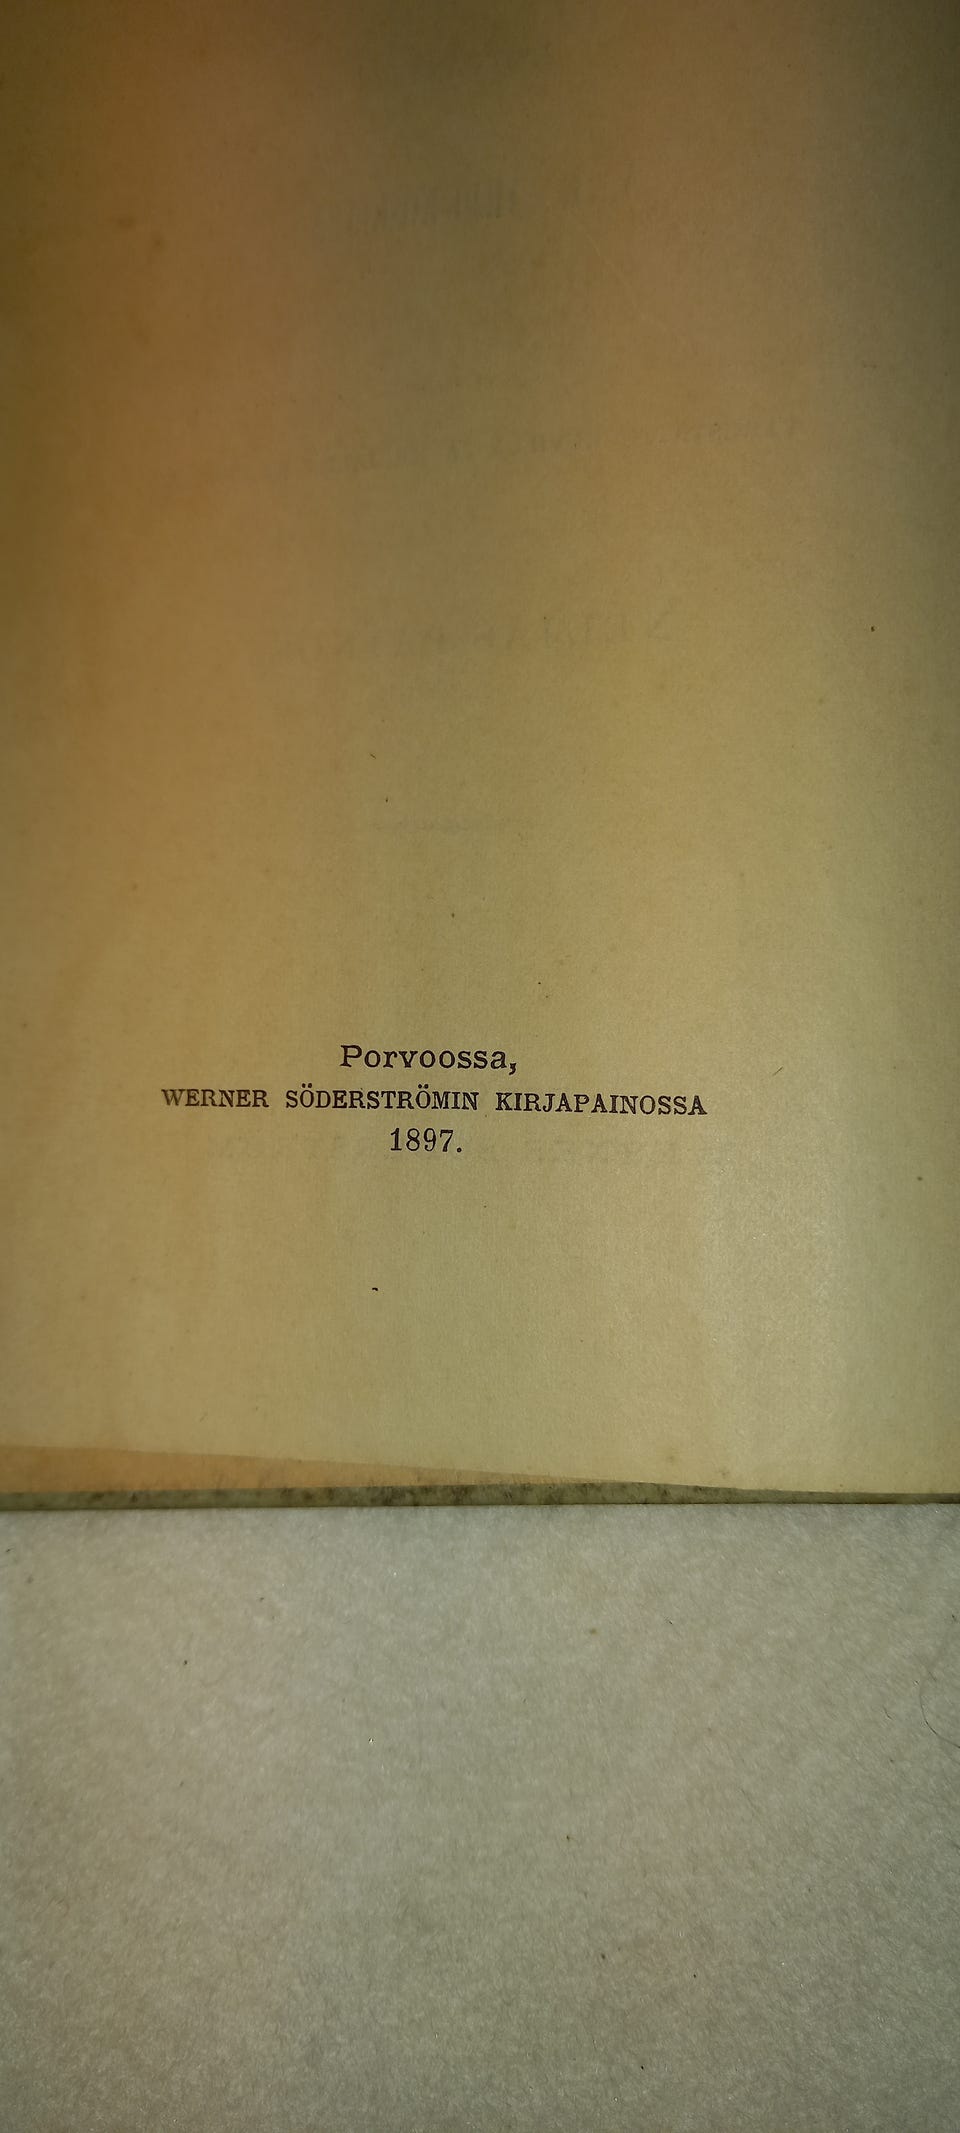 Porvoossa,
WERNER SÖDERSTRÖMIN KIRJAPAINOSSA
1897.